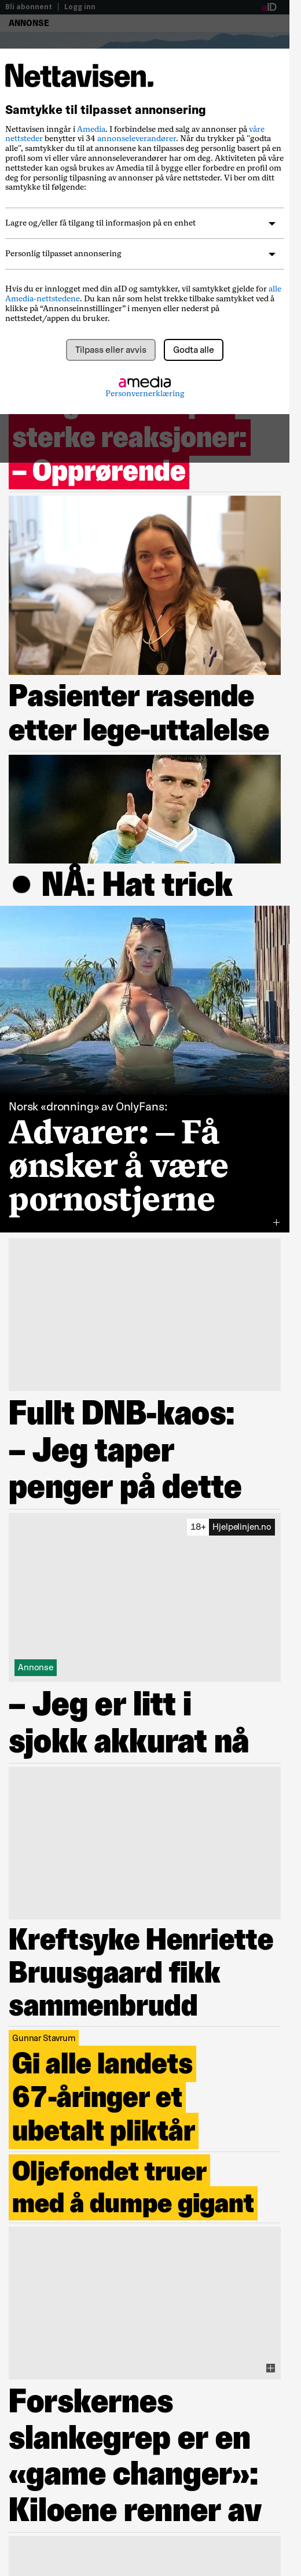 Bli abonnent
Logg inn
aID
ANNONSE
Nettavisen.
Samtykke til tilpasset annonsering
Nettavisen inngår i Amedia. I forbindelse med salg av annonser på våre
nettsteder benytter vi 34 annonseleverandører. Når du trykker på "godta
alle", samtykker du til at annonsene kan tilpasses deg personlig basert på en
profil som vi eller våre annonseleverandører har om deg. Aktiviteten på våre
nettsteder kan også brukes av Amedia til å bygge eller forbedre en profil om
deg for personlig tilpasning av annonser på våre nettsteder. Vi ber om ditt
samtykke til følgende:
Lagre og/eller få tilgang til informasjon på en enhet
Personlig tilpasset annonsering
Hvis du er innlogget med din aID og samtykker, vil samtykket gjelde for alle
Amedia-nettstedene. Du kan når som helst trekke tilbake samtykket ved å
klikke på "Annonseinnstillinger" i menyen eller nederst på
nettstedet/appen du bruker.
Tilpass eller avvis
Godta alle
amedia
Personvernerklæring
sterke reaksjoner:
– Opprørende
Pasienter rasende
etter lege-uttalelse
NÅ: Hat trick
Norsk «dronning» av OnlyFans:
Advarer: – Få
ønsker å være
pornostjerne
Fullt DNB-kaos:
– Jeg taper
penger på dette
18+
Hjelpelinjen.no
Annonse
– Jeg er litt i
sjokk akkurat nå
Kreftsyke Henriette
Bruusgaard fikk
sammenbrudd
Gunnar Stavrum
Gi alle landets
67-åringer et
ubetalt pliktår
Oljefondet truer
med å dumpe gigant
Forskernes
slankegrep er en
«game changer»:
Kiloene renner av